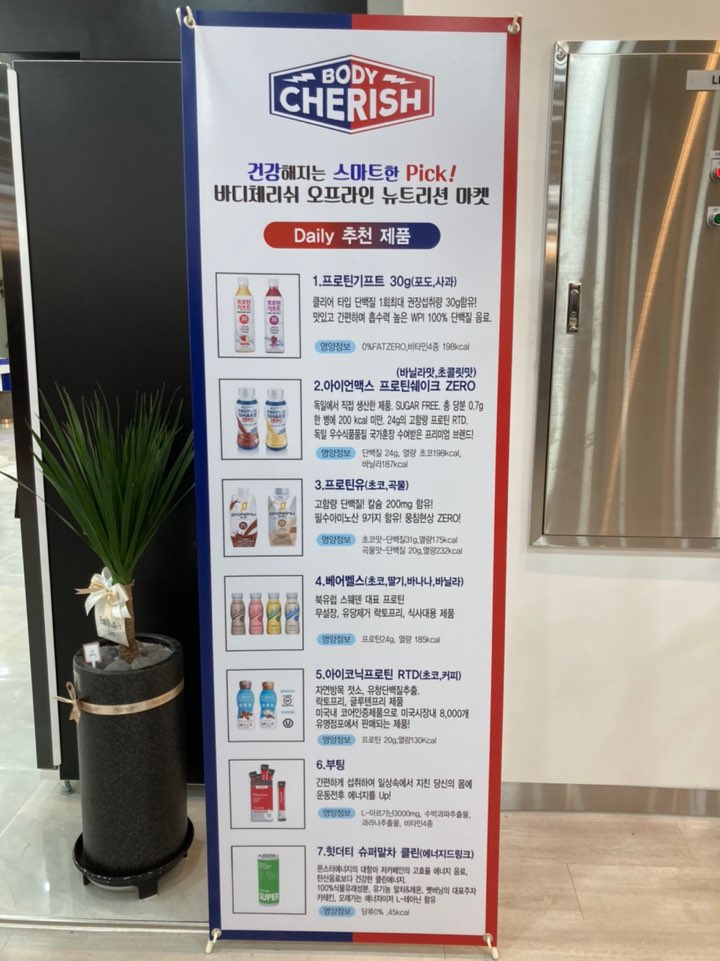 BODY
CHERISH
건강해지는 스마트한 Pick!
바디체리쉬 오프라인 뉴트리션 마켓
Daily 추천 제품
1.프로틴기프트 30g(포도,사과)
클리어 타입 단백질 1회최대 권장섭취량 30g함유!
맛있고 간편하며 흡수력 높은 WPI 100% 단백질 음료.
영양정보 0%FATZERO,비타민4종 198kcal
(바닐라맛,초콜릿맛)
2.아이언맥스 프로틴쉐이크 ZERO
독일에서 직접 생산한 제품. SUGAR FREE. 총 당분 0.7g
한 병에 200 kcal 미만, 24g의 고함량 프로틴 RTD.
독일 우수식품품질 국가훈장 수여받은 프리미엄 브랜드!
영양정보 단백질 24g, 열량 초코198kcal,
바닐라187kcal
3.프로틴유(초코,곡물)
고함량 단백질! 칼슘 200mg 함유!
필수아미노산 9가지 함유! 뭉침현상 ZERO!
영양정보 초코맛-단백질31g,열량175kcal
곡물맛-단백질 20g,열량232kcal
4.베어벨스(초코,딸기,바나나,바닐라)
북유럽 스웨덴 대표 프로틴
무설장, 유당제거 락토프리, 식사대용 제품
영양정보 프로틴24g, 열량 185kcal
5.아이코닉프로틴 RTD(초코,커피)
자연방목 젖소, 유청단백질추출.
락토프리, 글루텐프리 제품
미국내 코어인증제품으로 미국시장내 8,000개
유명점포에서 판매되는 제품!
영양정보 프로틴 20g,열량130Kcal
6.부팅
간편하게 섭취하여 일상속에서 지친 당신의 몸에
운동전후 에너지를 Up!
영양정보 L-아르기닌3000mg, 수박과피추출물,
과라나추출물, 비타민4종
7.힛더티 슈퍼말차 클린(에너지드링크)
몬스터에너지의 대항마 저카페인의 고효율 에너지 음료,
탄산음료보다 건강한 클린에너지.
100%식물유래성분, 유기농 말차&레몬, 펫버님의 대표주자
카테킨, 오래가는 에너자이저 L-테아닌 함유
영양정보 당류0% ,45kcal
프로틴
기프트
30
프로틴
기프트
30
SUPER